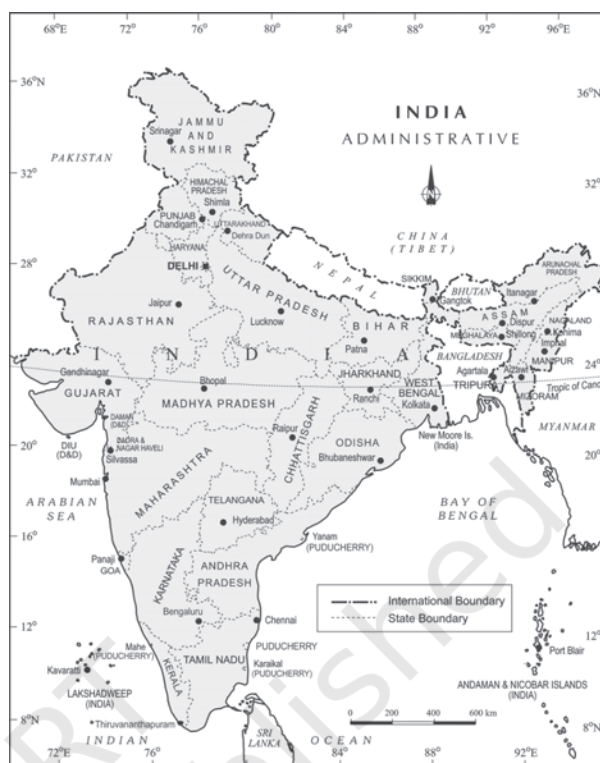 68°E 72° 76° 80° 84° 88° 92° 96°E
36°N
36°N
INDIA
ADMINISTRATIVE
JAMMU
AND
KASHMIR
Srinagar
PAKISTAN
32°
32°
N
HIMACHAL
PRADESH
Shimla
PUNJAB
Chandigarh
UTTARAKHAND
Dehra Dun
CHINA
(TIBET)
HARYANA
28°
28°
DELHI
NEPAL
SIKKIM
Gangtok
BHUTAN
ARUNACHAL
PRADESH
Itanagar
UTTAR PRADESH
Jaipur
RAJASTHAN
Lucknow
BIHAR
Patna
ASSAM
Dispur
NAGALAND
Kohima
MEGHALAYA
Shillong
Imphal
MANIPUR
INDIA
BANGLADESH
24°
24°
Gandhinagar
GUJARAT
Bhopal
MADHYA PRADESH
JHARKHAND
Ranchi
WEST
BENGAL
Kolkata
Agartala
TRIPURA
Aizawl
MIZORAM
Tropic of Canc
MYANMAR
DAMAN (D&D)
DIU
(D&D)
DADRA &
NAGAR HAVELI
Silvassa
Raipur
CHHATTISGARH
ODISHA
Bhubaneshwar
New Moore Is.
(India)
20°
20°
Mumbai
MAHARASHTRA
ARABIAN
SEA
BAY OF
BENGAL
TELANGANA
Hyderabad
Yanam
(PUDUCHERRY)
16°
16°
Panaji
GOA
KARNATAKA
ANDHRA
PRADESH
International Boundary
State Boundary
Bengaluru
Chennai
12°
12°
Mahe
(PUDUCHERRY)
PUDUCHERRY
Karaikal
(PUDUCHERRY)
TAMIL NADU
KERALA
Kavaratti
LAKSHADWEEP
(INDIA)
Port Blair
ANDAMAN & NICOBAR ISLANDS
(INDIA)
Thiruvananthapuram
8°N
8°N
0 200 400 600 km
INDIAN OCEAN
SRI
LANKA
72°E 76° 80° 84° 88° 92°E